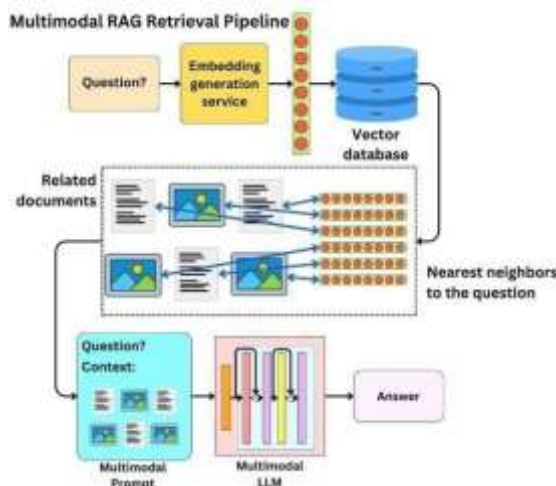 Multimodal RAG Retrieval Pipeline
Question?
Embedding
generation
service
Vector
database
Related
documents
Nearest neighbors
to the question
Question?
Context:
Multimodal
Prompt
Multimodal
LLM
Answer